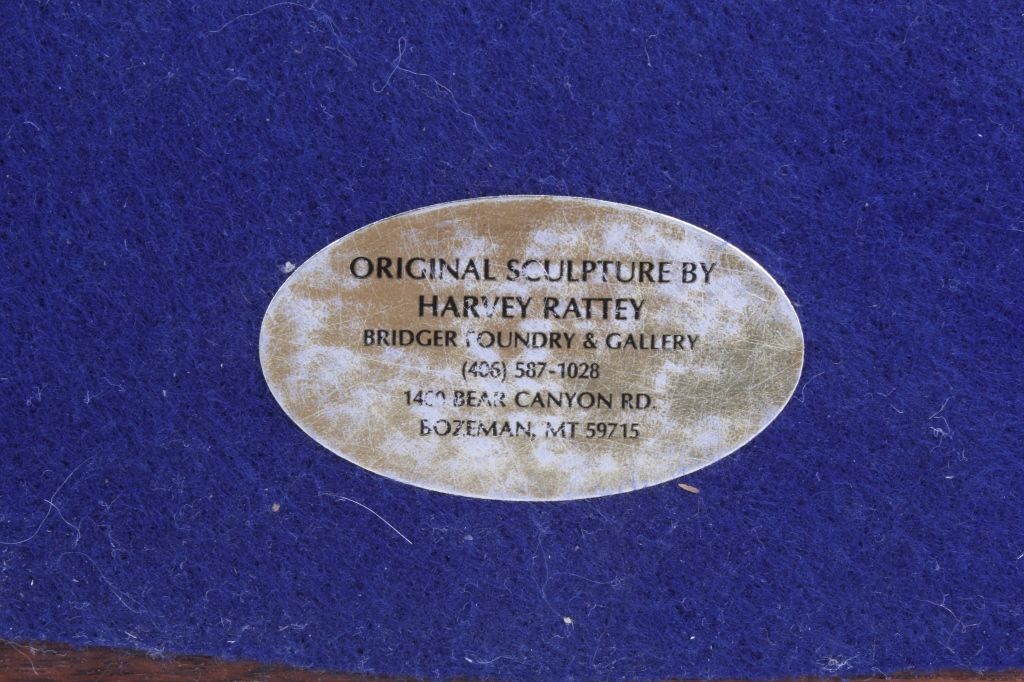 ORIGINAL SCULPTURE BY
HARVEY RATTEY
BRIDGER FOUNDRY & GALLERY
(406) 587-1028
BEAR CANYON RD.
BOZEMAN, MT 59715